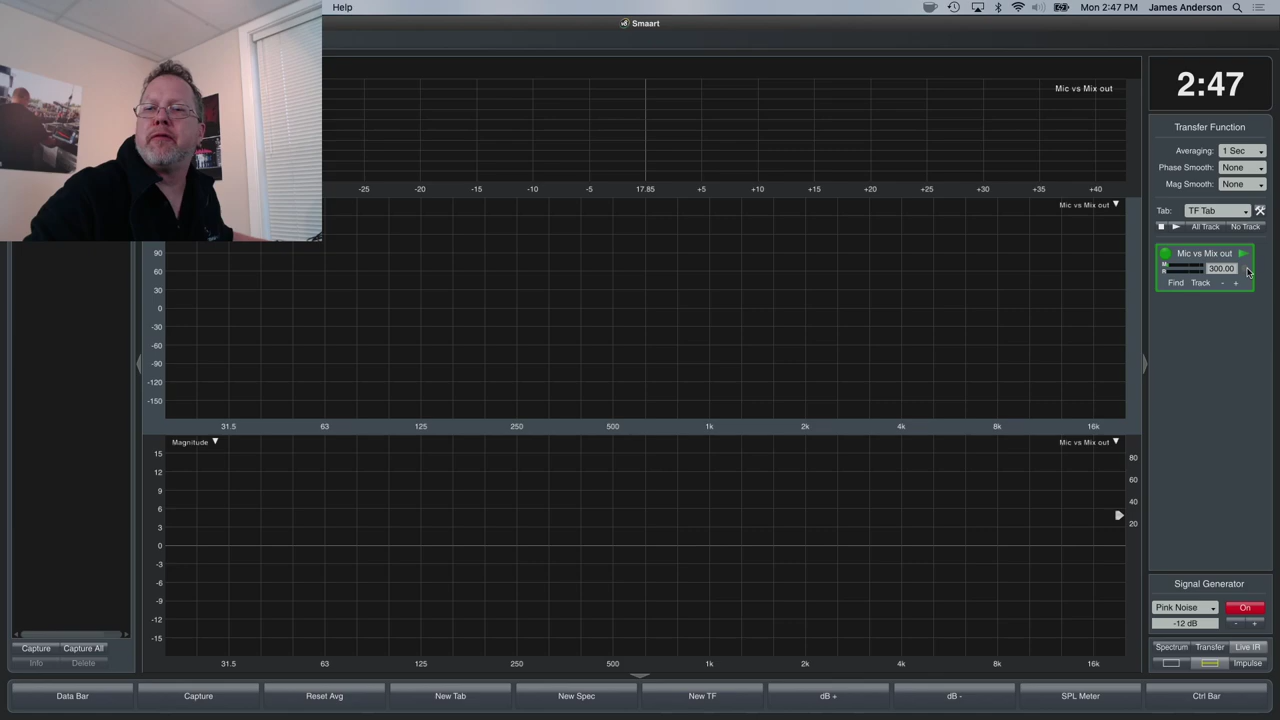 Help
Mon 2:47 PM James Anderson
Smaart
2:47
Mic vs Mix out
-25 -20 -15 -10 -5 17.85 +5 +10 +15 +20 +25 +30 +35 +40
Mic vs Mix out
90
60
30
0
-30
-60
-90
-120
-150
31.5 63 125 250 500 1k 2k 4k 8k 16k
Magnitude
Mic vs Mix out
15
12
9
6
3
0
-3
-6
-9
-12
-15
80
60
40
20
31.5 63 125 250 500 1k 2k 4k 8k 16k
Transfer Function
Averaging: 1 Sec
Phase Smooth: None
Mag Smooth: None
Tab: TF Tab
All Track No Track
Mic vs Mix out
M
R
300.00
Find Track - +
Signal Generator
Pink Noise On
-12 dB - +
Spectrum Transfer Live IR
Impulse
Capture Capture All
Info Delete
Data Bar Capture Reset Avg New Tab New Spec New TF dB + dB - SPL Meter Ctrl Bar